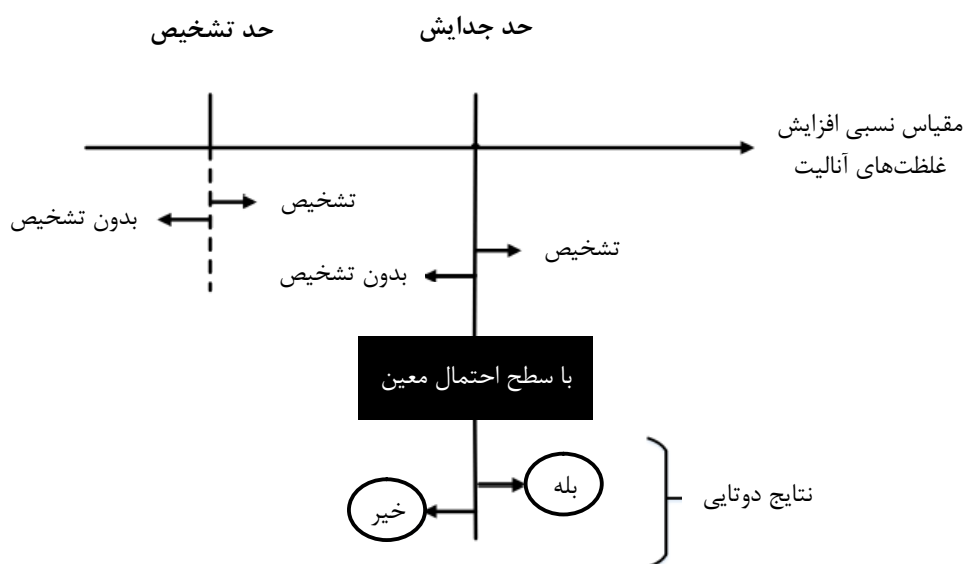 حد جدایش
حد تشخیص
مقیاس نسبی افزایش
غلظت‌های آنالیت
تشخیص
بدون تشخیص
تشخیص
بدون تشخیص
با سطح احتمال معین
بله
خیر
نتایج دوتایی